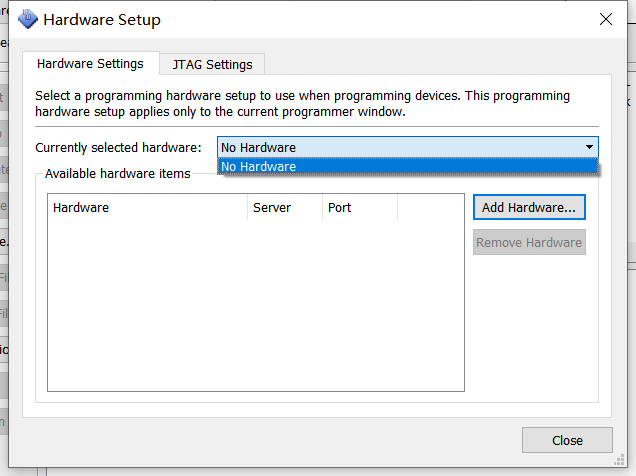 Hardware Setup
Hardware Settings
JTAG Settings
Select a programming hardware setup to use when programming devices. This programming
hardware setup applies only to the current programmer window.
Currently selected hardware:
No Hardware
No Hardware
Available hardware items
Hardware
Server
Port
Add Hardware...
Remove Hardware
Close